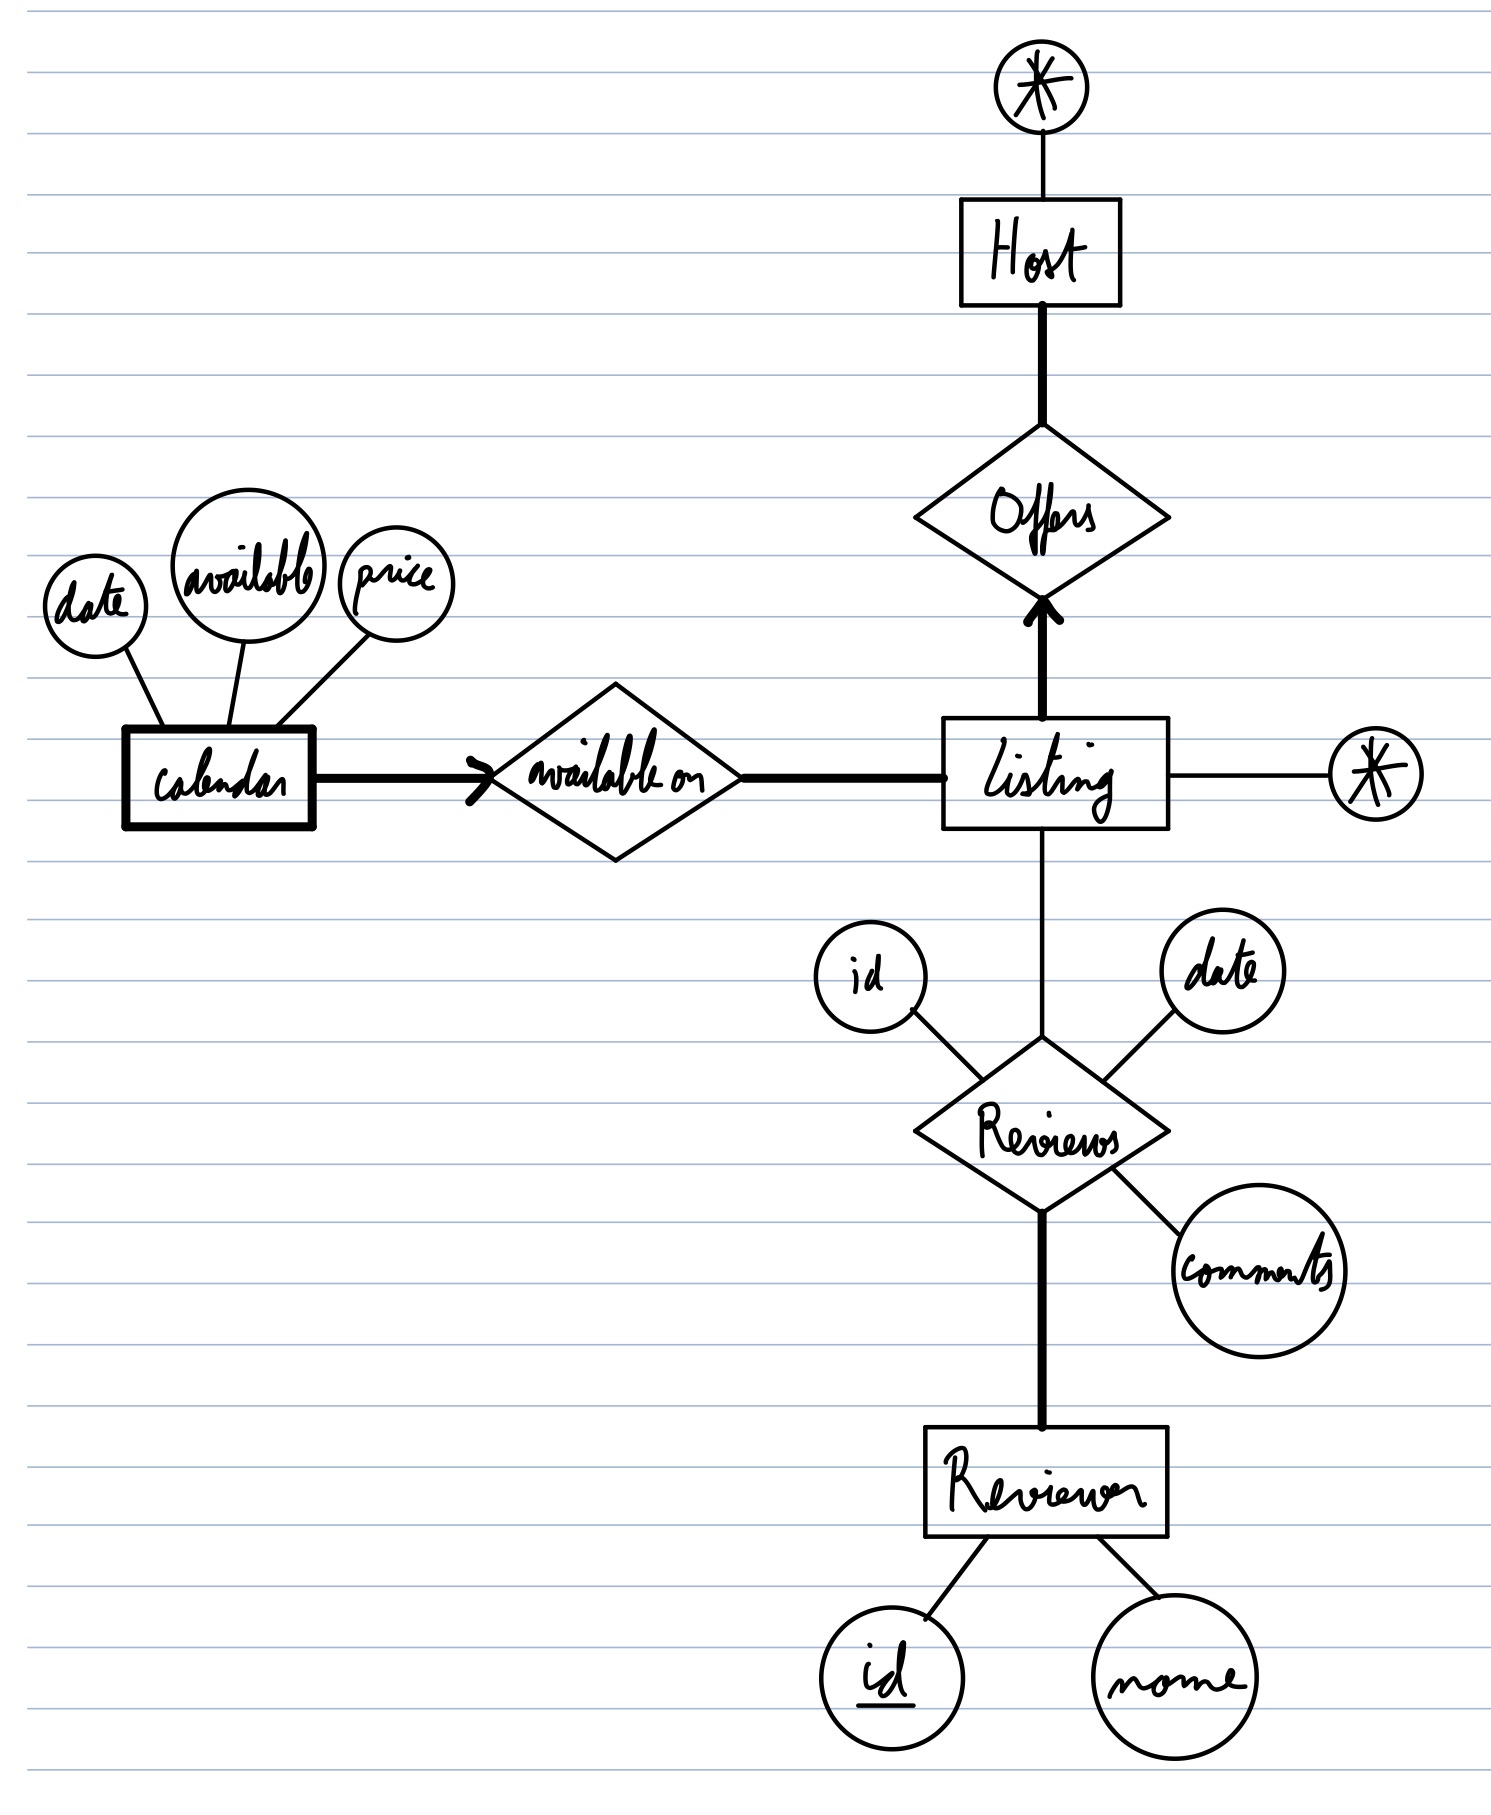 *
Host
Offers
date
available
price
calendar
available on
Listing
*
id
date
Reviews
comments
Reviewer
id
name